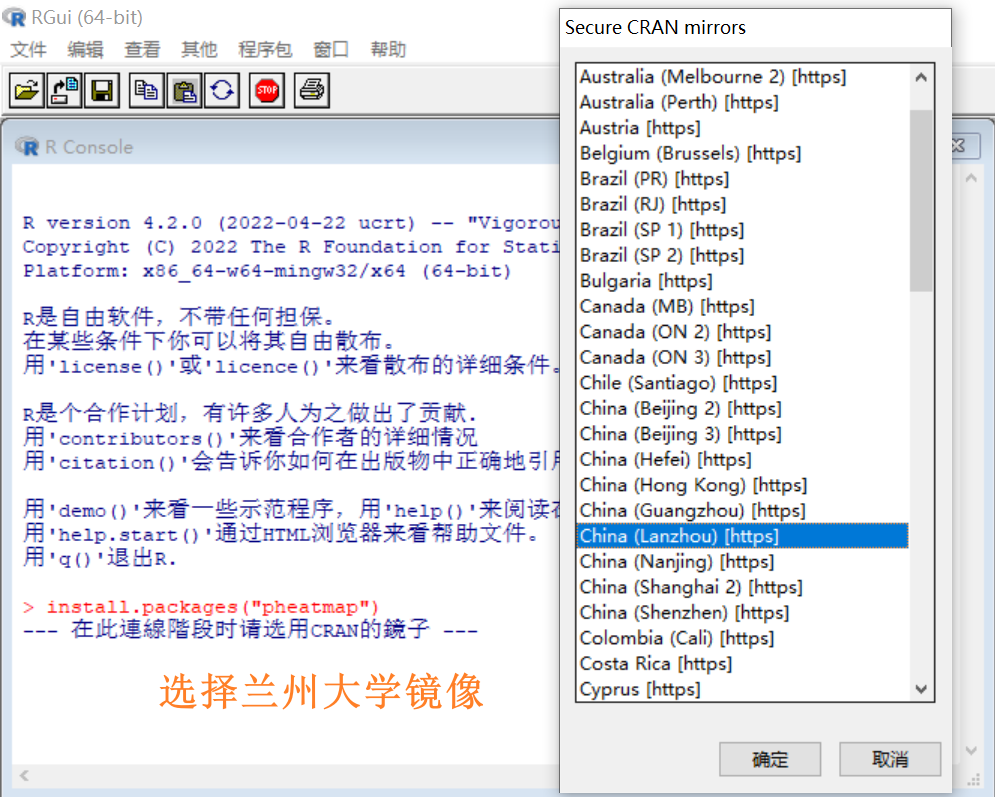 RGui (64-bit)
文件 编辑 查看 其他 程序包 窗口 帮助
STOP
R Console
R version 4.2.0 (2022-04-22 ucrt) -- "Vigorou
Copyright (C) 2022 The R Foundation for Stati
Platform: x86_64-w64-mingw32/x64 (64-bit)
R是自由软件，不带任何担保。
在某些条件下你可以将其自由散布。
用'license()'或'licence()'来看散布的详细条件。
R是个合作计划，有许多人为之做出了贡献.
用'contributors()'来看合作者的详细情况
用'citation()'会告诉你如何在出版物中正确地引用
用'demo()'来看一些示范程序，用'help()'来阅读在
用'help.start()'通过HTML浏览器来看帮助文件。
用'q()'退出R.
> install.packages("pheatmap")
--- 在此連線階段时请选用CRAN的鏡子 ---
选择兰州大学镜像
Secure CRAN mirrors
Australia (Melbourne 2) [https]
Australia (Perth) [https]
Austria [https]
Belgium (Brussels) [https]
Brazil (PR) [https]
Brazil (RJ) [https]
Brazil (SP 1) [https]
Brazil (SP 2) [https]
Bulgaria [https]
Canada (MB) [https]
Canada (ON 2) [https]
Canada (ON 3) [https]
Chile (Santiago) [https]
China (Beijing 2) [https]
China (Beijing 3) [https]
China (Hefei) [https]
China (Hong Kong) [https]
China (Guangzhou) [https]
China (Lanzhou) [https]
China (Nanjing) [https]
China (Shanghai 2) [https]
China (Shenzhen) [https]
Colombia (Cali) [https]
Costa Rica [https]
Cyprus [https]
确定 取消